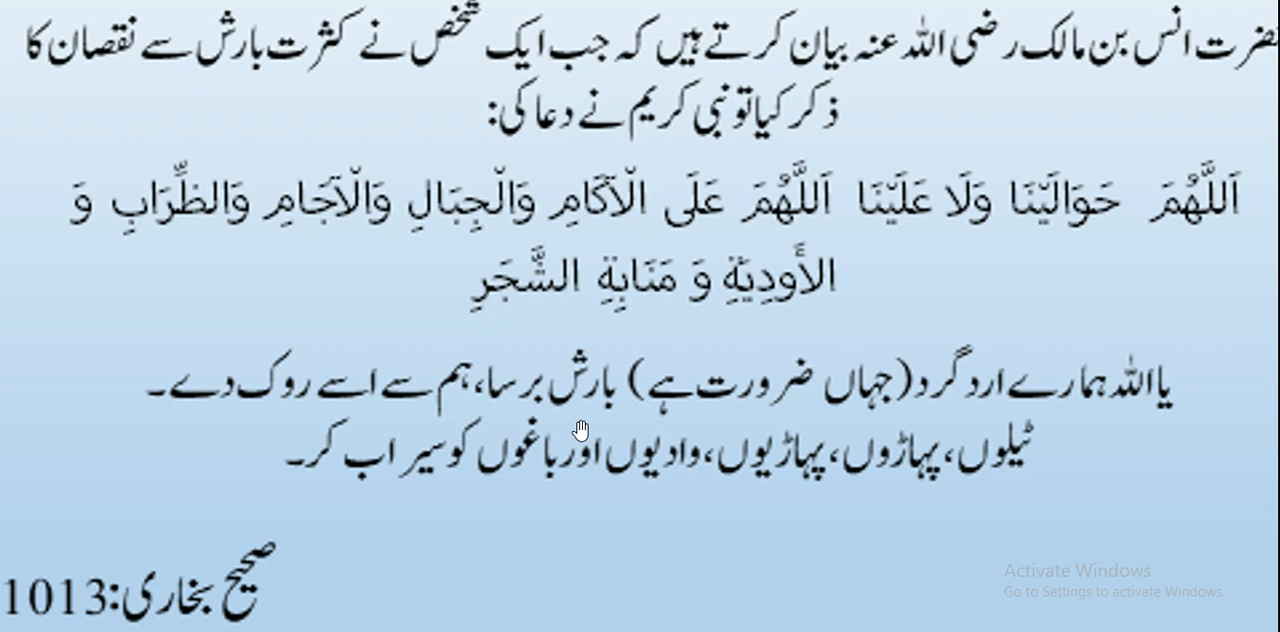 حضرت انس بن مالک رضی اللہ عنہ بیان کرتے ہیں کہ جب ایک شخص نے کثرت بارش سے نقصان کا
ذکر کیا تو نبی کریم نے دعا کی:
اَللَّهُمَّ حَوَالَيْنَا وَلَا عَلَيْنَا اَللَّهُمَّ عَلَى الْآكَامِ وَالْجِبَالِ وَالْآجَامِ وَالظِّرَابِ وَ
الأَودِيَةِ وَ مَنَابِةِ الشَّجَرِ
یا اللہ ہمارے ارد گرد (جہاں ضرورت ہے) بارش برسا، ہم سے اسے روک دے۔
ٹیلوں، پہاڑوں، پہاڑیوں، وادیوں اور باغوں کو سیر اب کر۔
صحیح بخاری:1013
Activate Windows
Go to Settings to activate Windows.